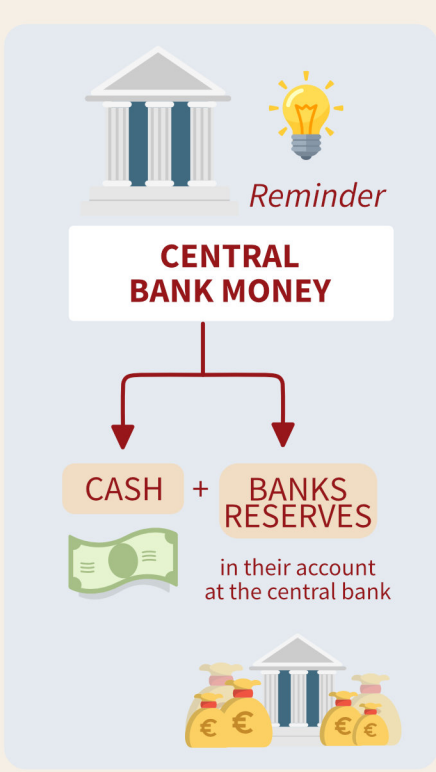 Reminder
CENTRAL
BANK MONEY
CASH + BANKS
RESERVES
in their account
at the central bank
€ € € €